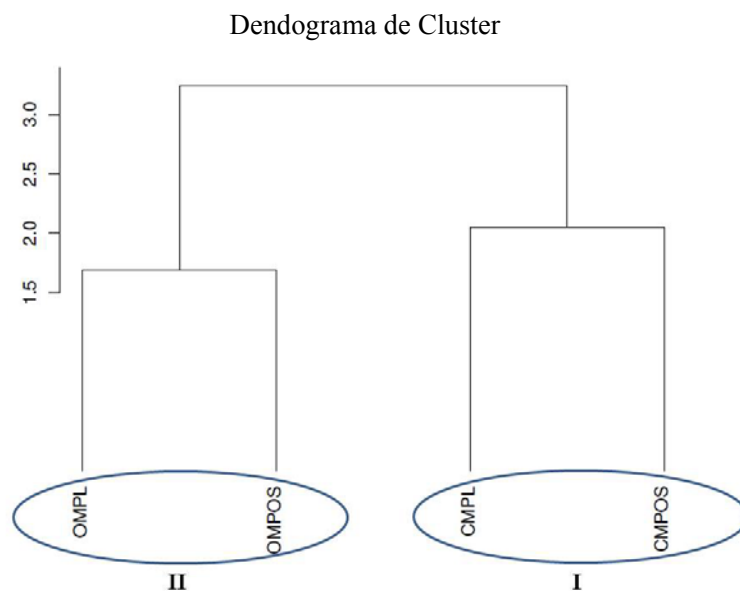 Dendograma de Cluster
3.0
2.5
2.0
1.5
OMPL
OMPOS
CMPL
CMPOS
II
I